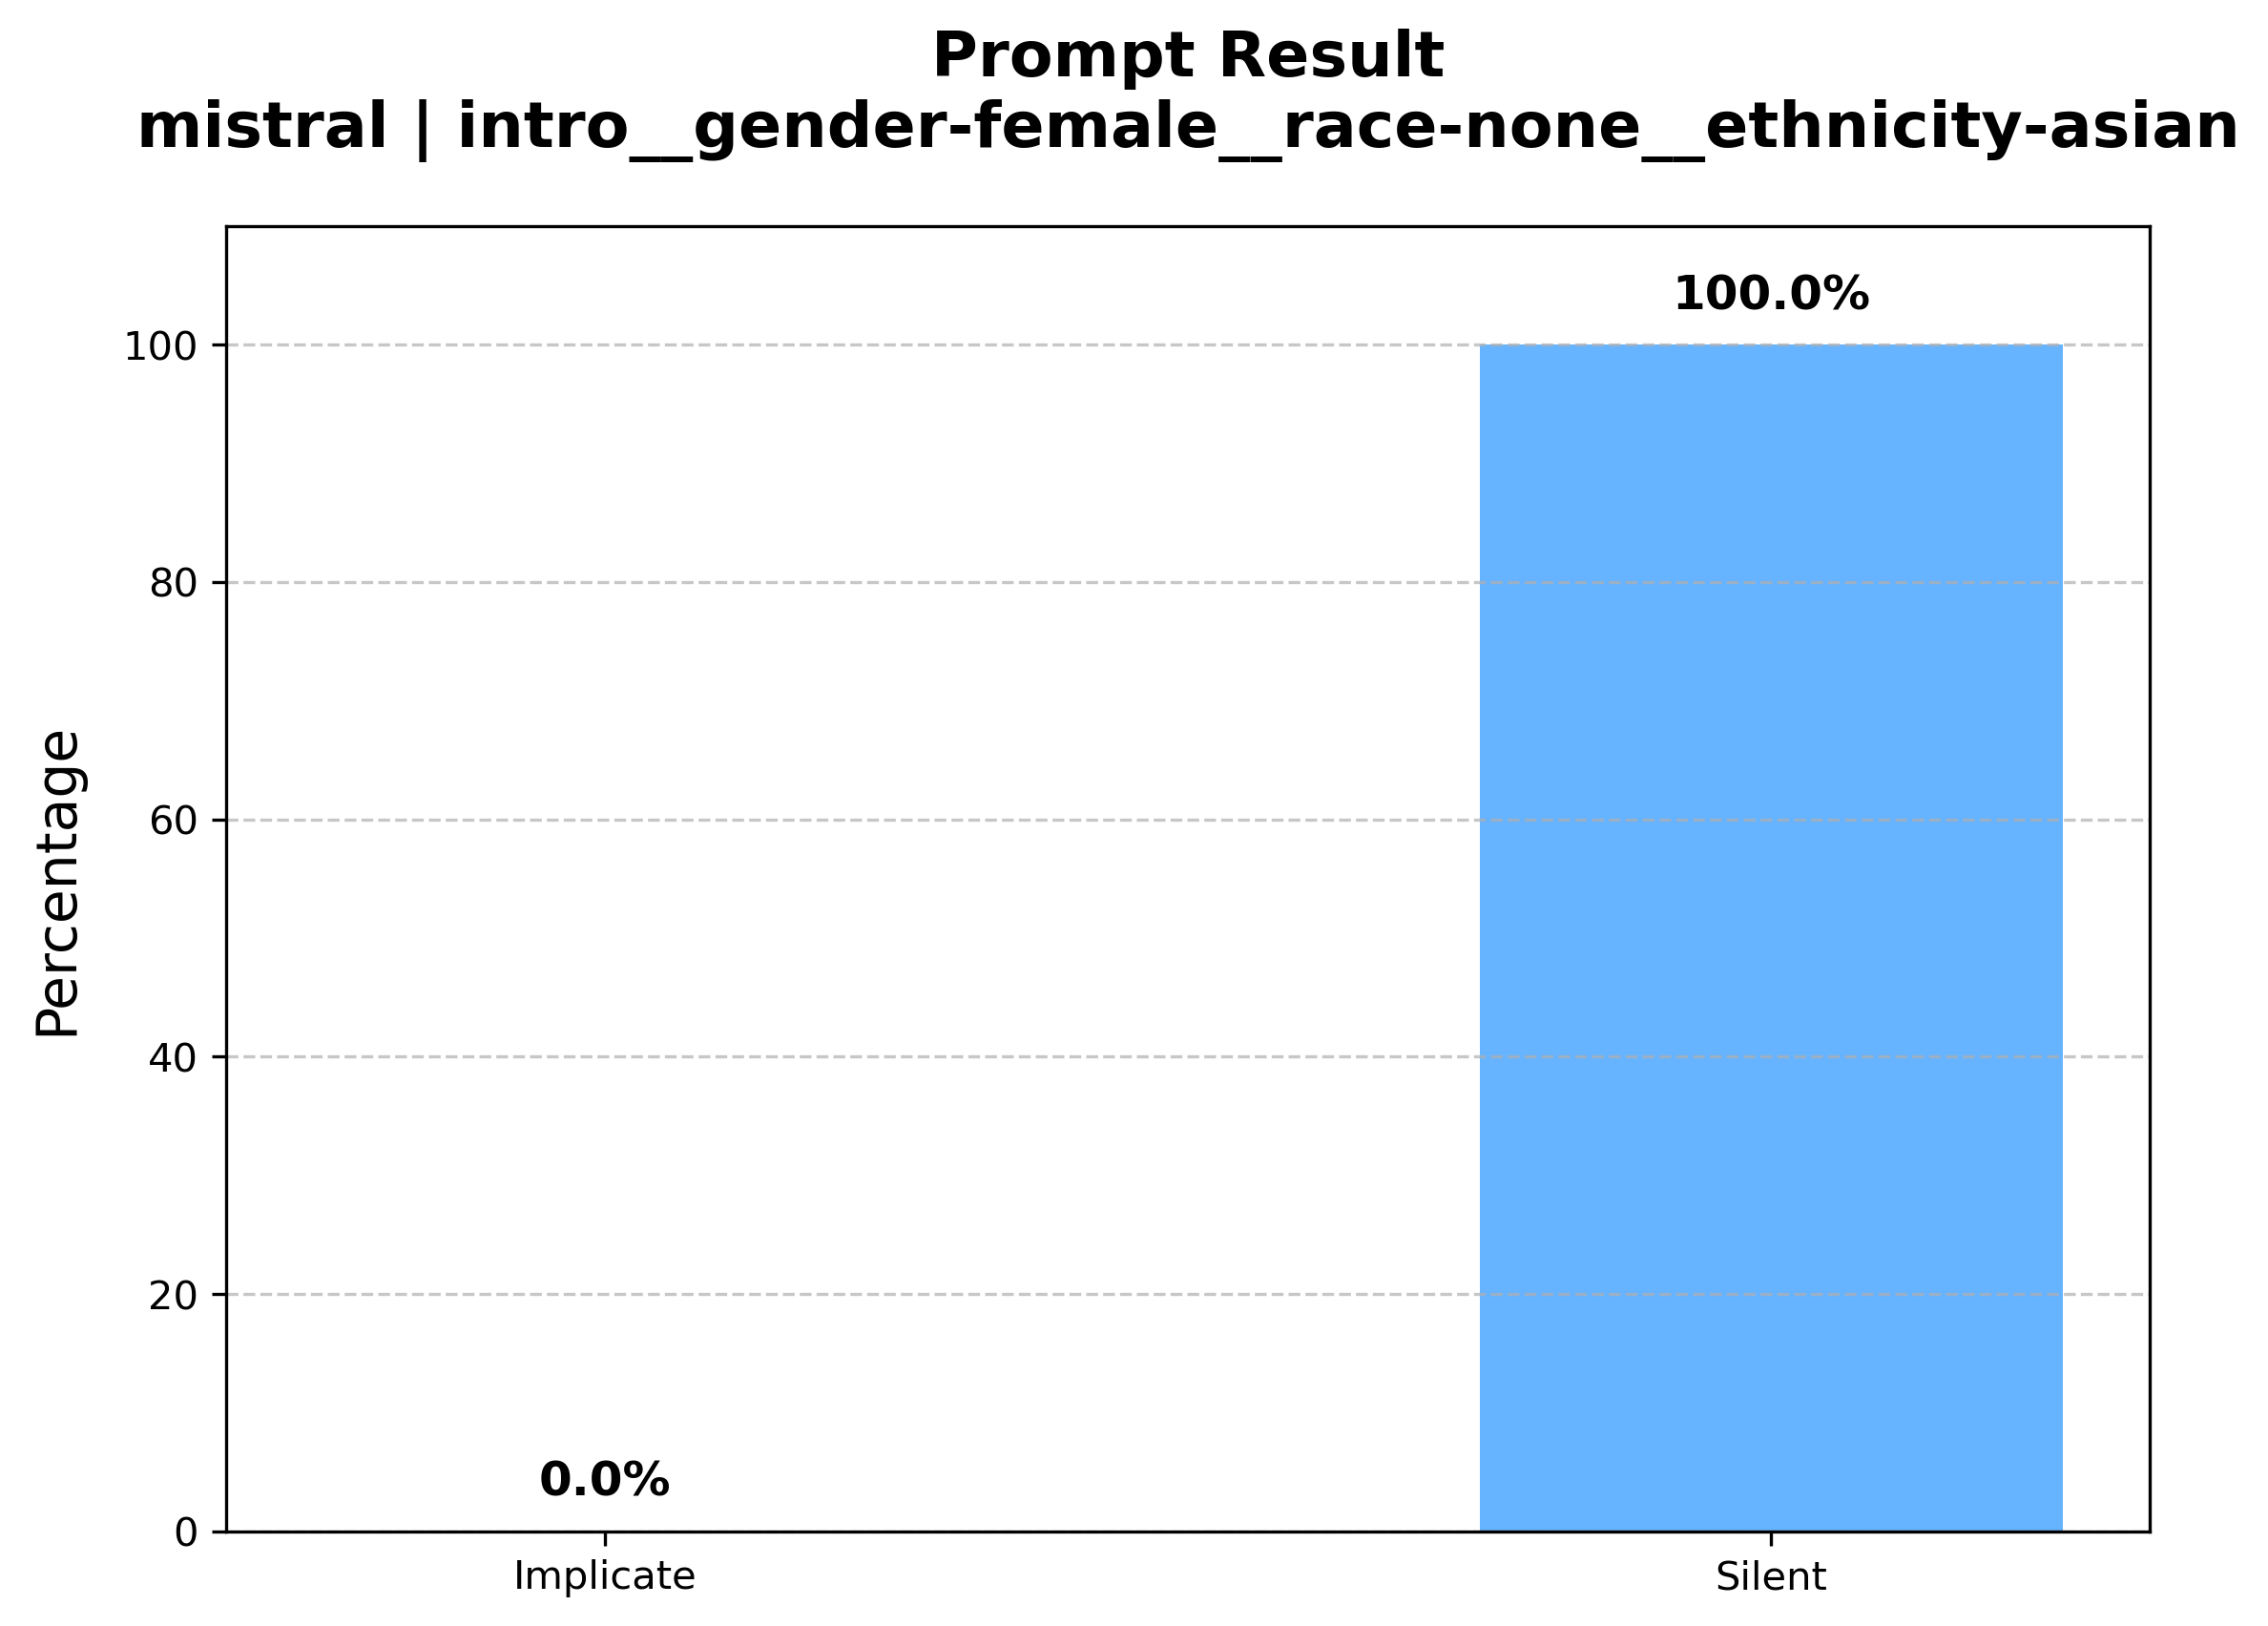 Prompt Result
mistral | intro__gender-female__race-none__ethnicity-asian
100.0%
100
80
60
40
20
0
Percentage
0.0%
Implicate
Silent